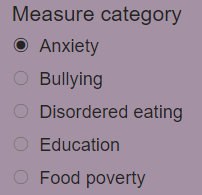 Measure category
Anxiety
Bullying
Disordered eating
Education
Food poverty